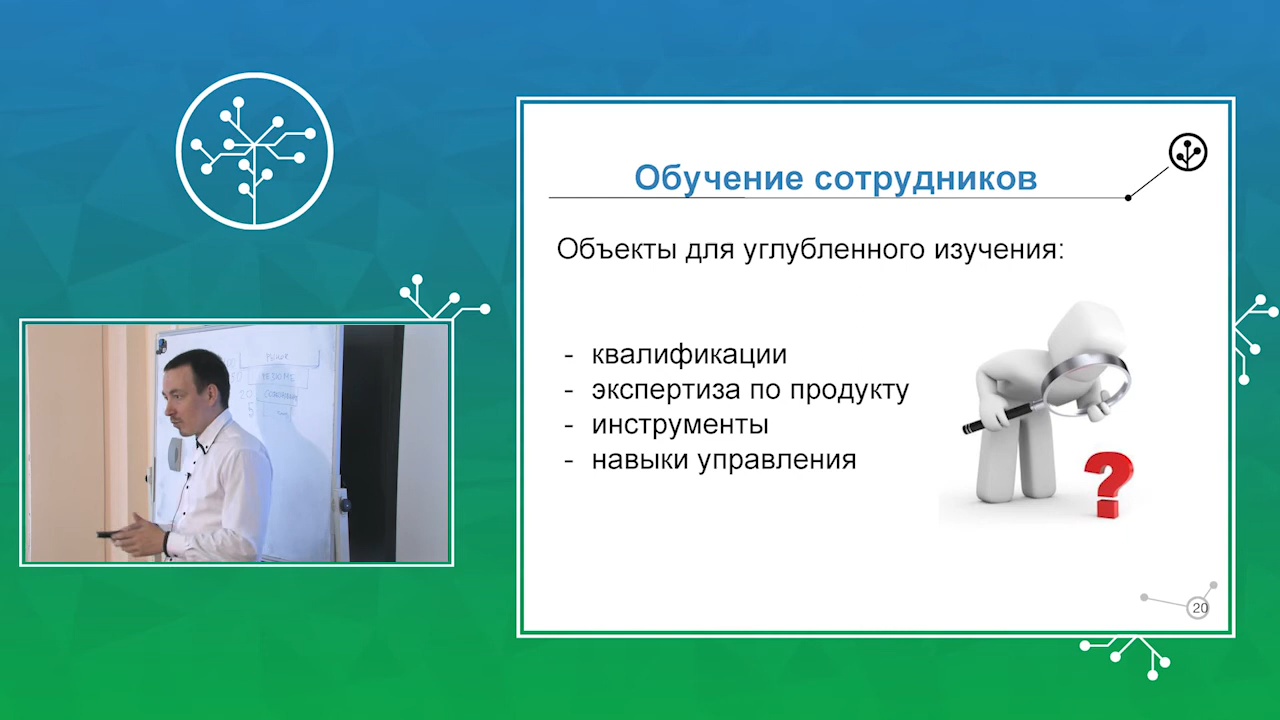 Обучение сотрудников
Объекты для углубленного изучения:
- квалификации
- экспертиза по продукту
- инструменты
- навыки управления
20